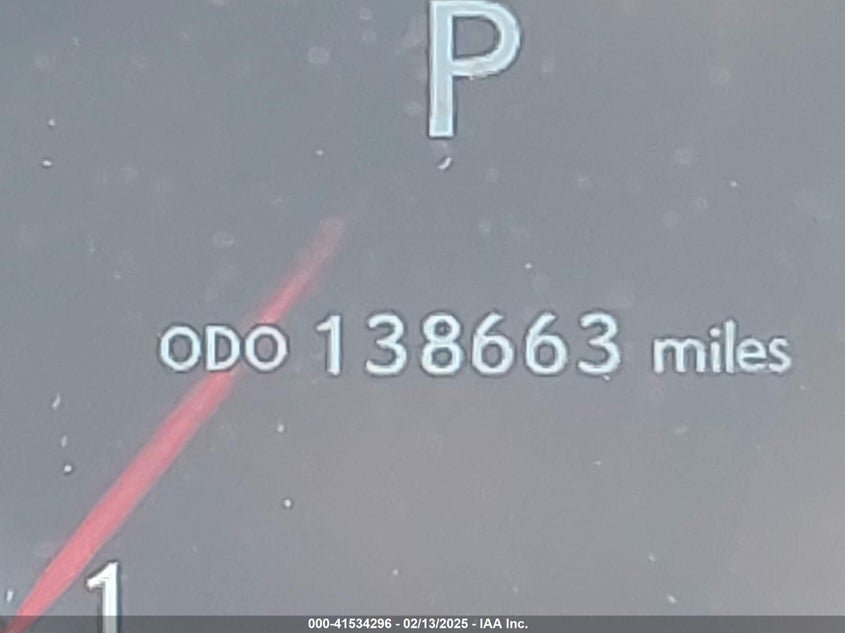 P
ODO 138663 miles
1
000-41534296 - 02/13/2025 - IAA Inc.